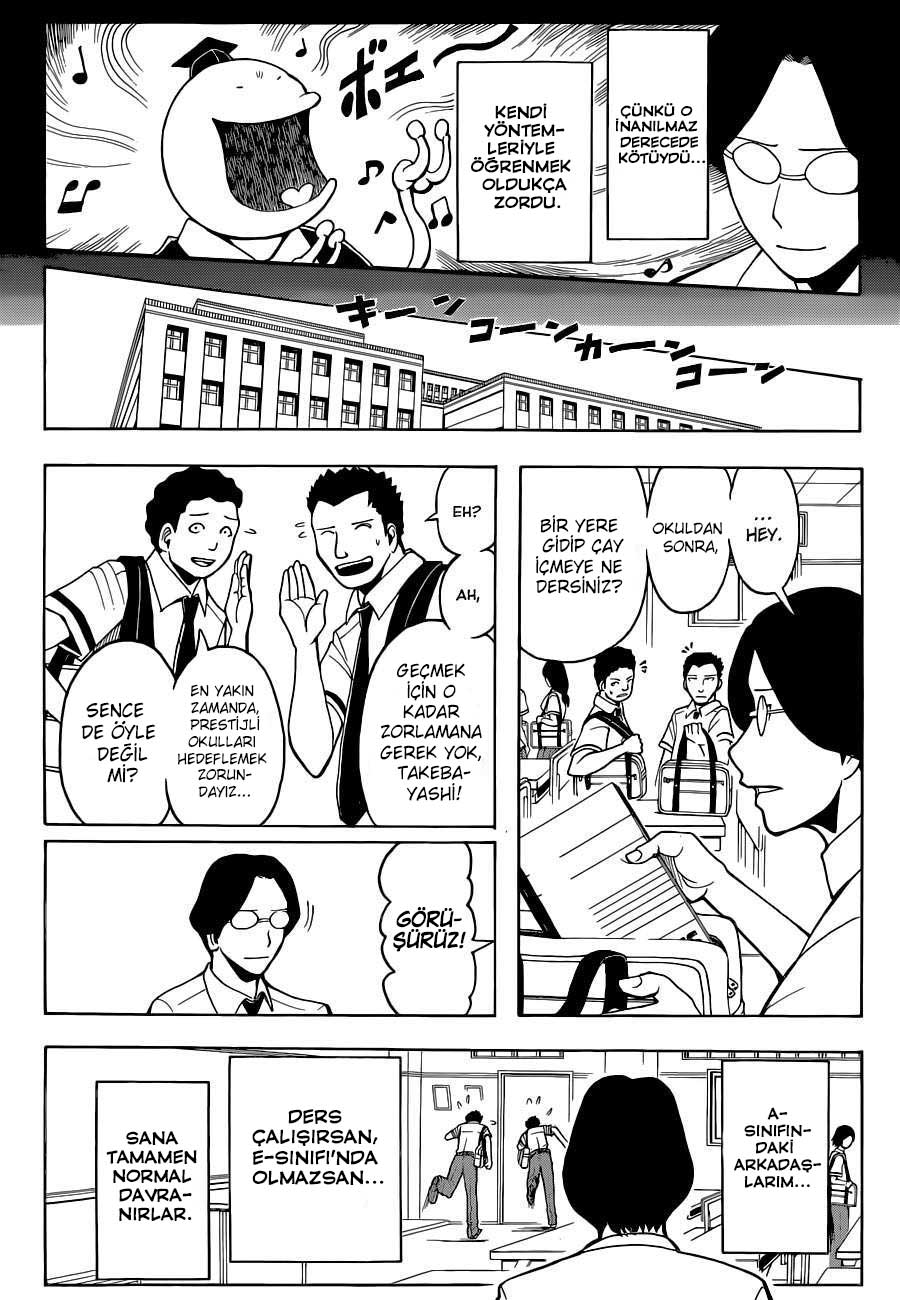 ÇÜNKÜ O
İNANILMAZ
DERECEDE
KÖTÜYDÜ...
KENDİ
YÖNTEM-
LERİYLE
ÖĞRENMEK
OLDUKÇA
ZORDU.
ボエ〜
キーン
コーン
カーン
コーン
...
HEY.
OKULDAN
SONRA,
BİR YERE
GİDİP ÇAY
İÇMEYE NE
DERSİNİZ?
EH?
AH,
GEÇMEK
İÇİN O
KADAR
ZORLAMANA
GEREK YOK,
TAKEBA-
YASHİ!
EN YAKIN
ZAMANDA,
PRESTİJLİ
OKULLARI
HEDEFLEMEK
ZORUN-
DAYIZ...
SENCE
DE ÖYLE
DEĞİL
Mİ?
GÖRÜ-
ŞÜRÜZ!
A-
SINIFIN-
DAKİ
ARKADAŞ-
LARIM...
DERS
ÇALIŞIRSAN,
E-SINIFI'NDA
OLMAZSAN...
SANA
TAMAMEN
NORMAL
DAVRA-
NIRLAR.